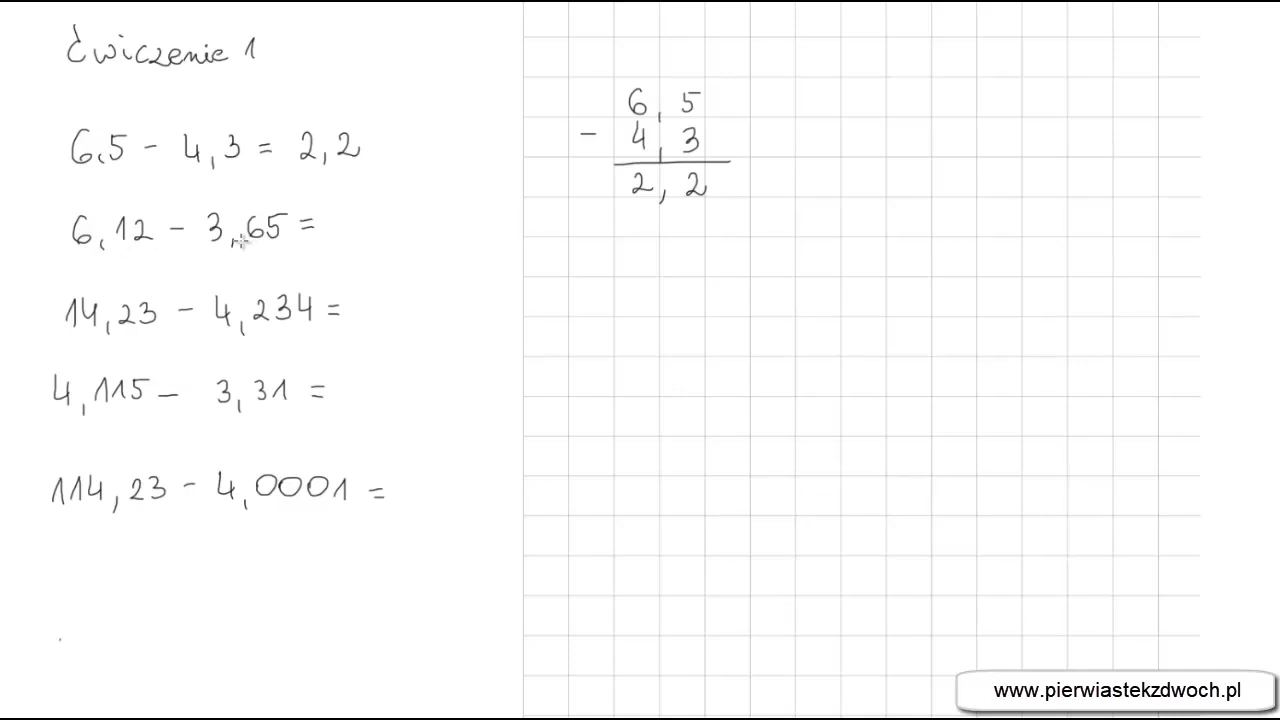 Ćwiczenie 1
6,5 - 4,3 = 2,2
6,12 - 3,65 =
14,23 - 4,234 =
4,115 - 3,31 =
114,23 - 4,0001 =
6,5
- 4,3
2,2
www.pierwiastekzdwoch.pl